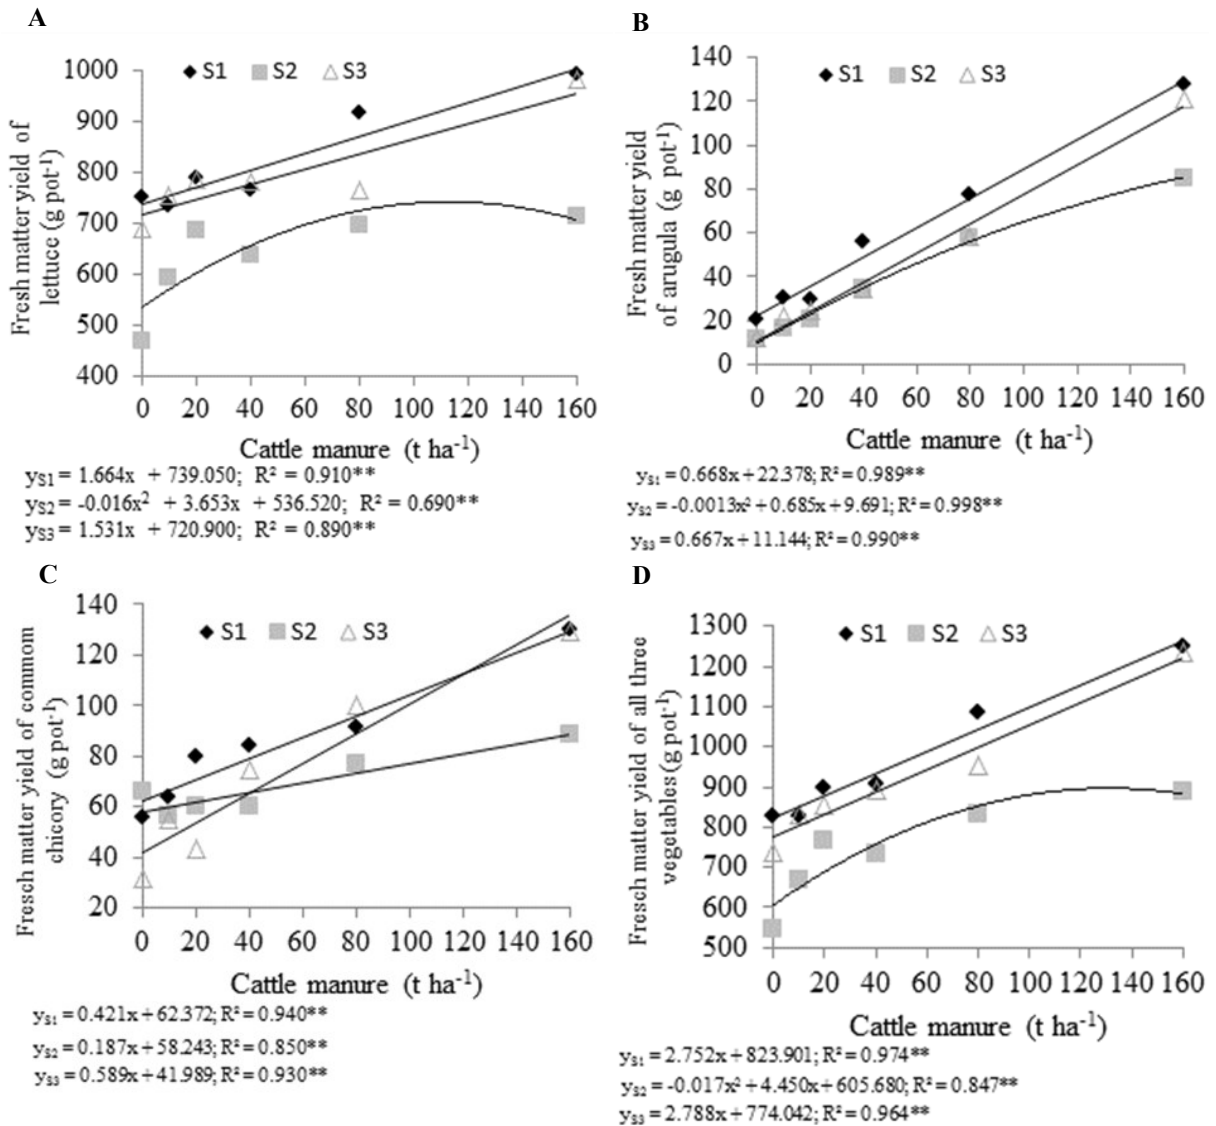 A
1000
900
800
700
600
500
400
S1 S2 S3
0 20 40 60 80 100 120 140 160
Fresh matter yield of
lettuce (g pot-1)
Cattle manure (t ha-1)
yS1 = 1.664x + 739.050; R² = 0.910**
yS2= -0.016x² + 3.653x + 536.520; R² = 0.690**
yS3 = 1.531x + 720.900; R² = 0.890**
B
140
120
100
80
60
40
20
0
S1 S2 S3
0 20 40 60 80 100 120 140 160
Fresh matter yield
of arugula (g pot-1)
Cattle manure (t ha-1)
yS1 = 0.668x + 22.378; R² = 0.989**
yS2 = -0.0013x² + 0.685x + 9.691; R² = 0.998**
yS3 = 0.667x + 11.144; R² = 0.990**
C
140
120
100
80
60
40
20
S1 S2 S3
0 20 40 60 80 100 120 140 160
Fresch matter yield of commom
chicory (g pot-1)
Cattle manure (t ha-1)
yS1 = 0.421x + 62.372; R² = 0.940**
yS2 = 0.187x + 58.243; R² = 0.850**
yS3 = 0.589x + 41.989; R² = 0.930**
D
1300
1200
1100
1000
900
800
700
600
500
S1 S2 S3
0 20 40 60 80 100 120 140 160
Fresch matter yield of all three
vegetables (g pot-1)
Cattle manure (t ha-1)
yS1 = 2.752x + 823.901; R² = 0.974**
yS2 = -0.017x² + 4.450x + 605.680; R² = 0.847**
yS3 = 2.788x + 774.042; R² = 0.964**